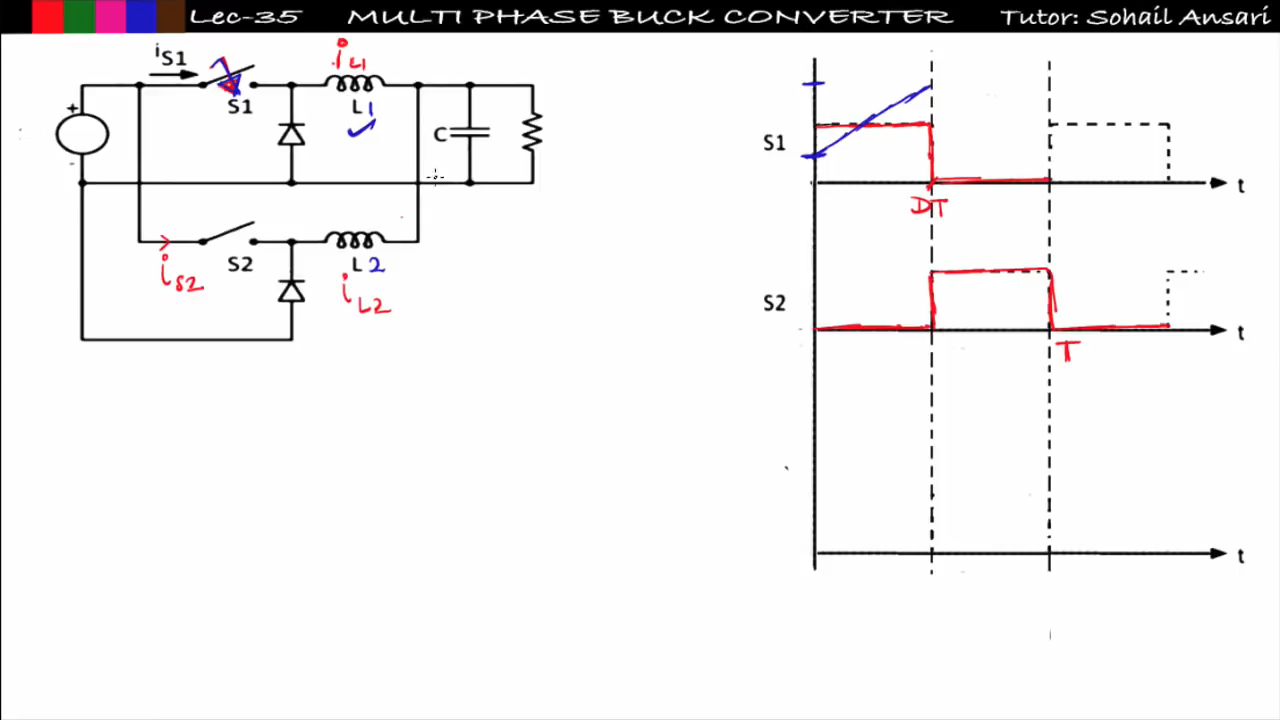 Lec-35 MULTI PHASE BUCK CONVERTER Tutor: Sohail Ansari
iS1
iL1
S1
L1
+
C
-
S2
L2
iS2
iL2
S1
t
DT
S2
t
T
t